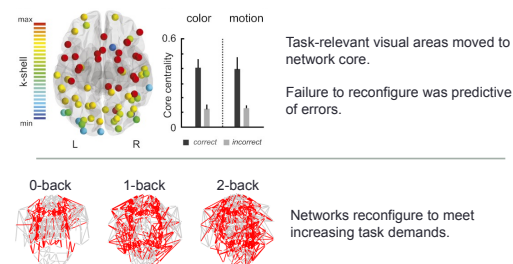 max
k-shell
min
L R
color motion
0.6
Core centrality
0
correct incorrect
Task-relevant visual areas moved to
network core.
Failure to reconfigure was predictive
of errors.
0-back 1-back 2-back
Networks reconfigure to meet
increasing task demands.